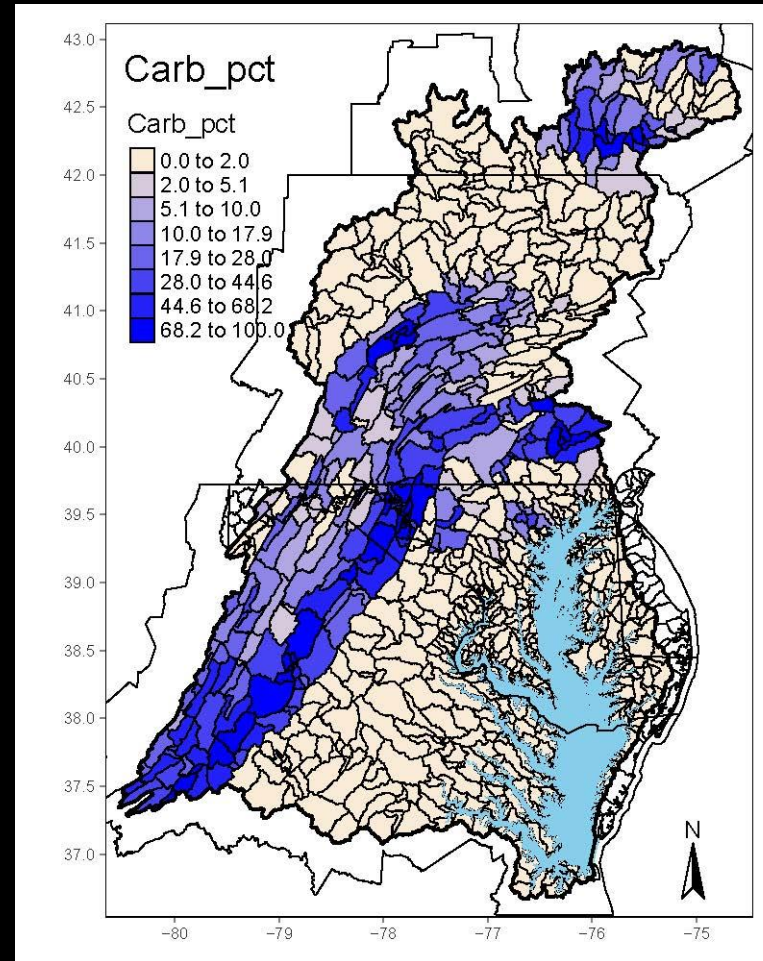 Carb_pct
Carb_pct
0.0 to 2.0
2.0 to 5.1
5.1 to 10.0
10.0 to 17.9
17.9 to 28.0
28.0 to 44.6
44.6 to 68.2
68.2 to 100.0
43.0
42.5
42.0
41.5
41.0
40.5
40.0
39.5
39.0
38.5
38.0
37.5
37.0
N
−80 −79 −78 −77 −76 −75